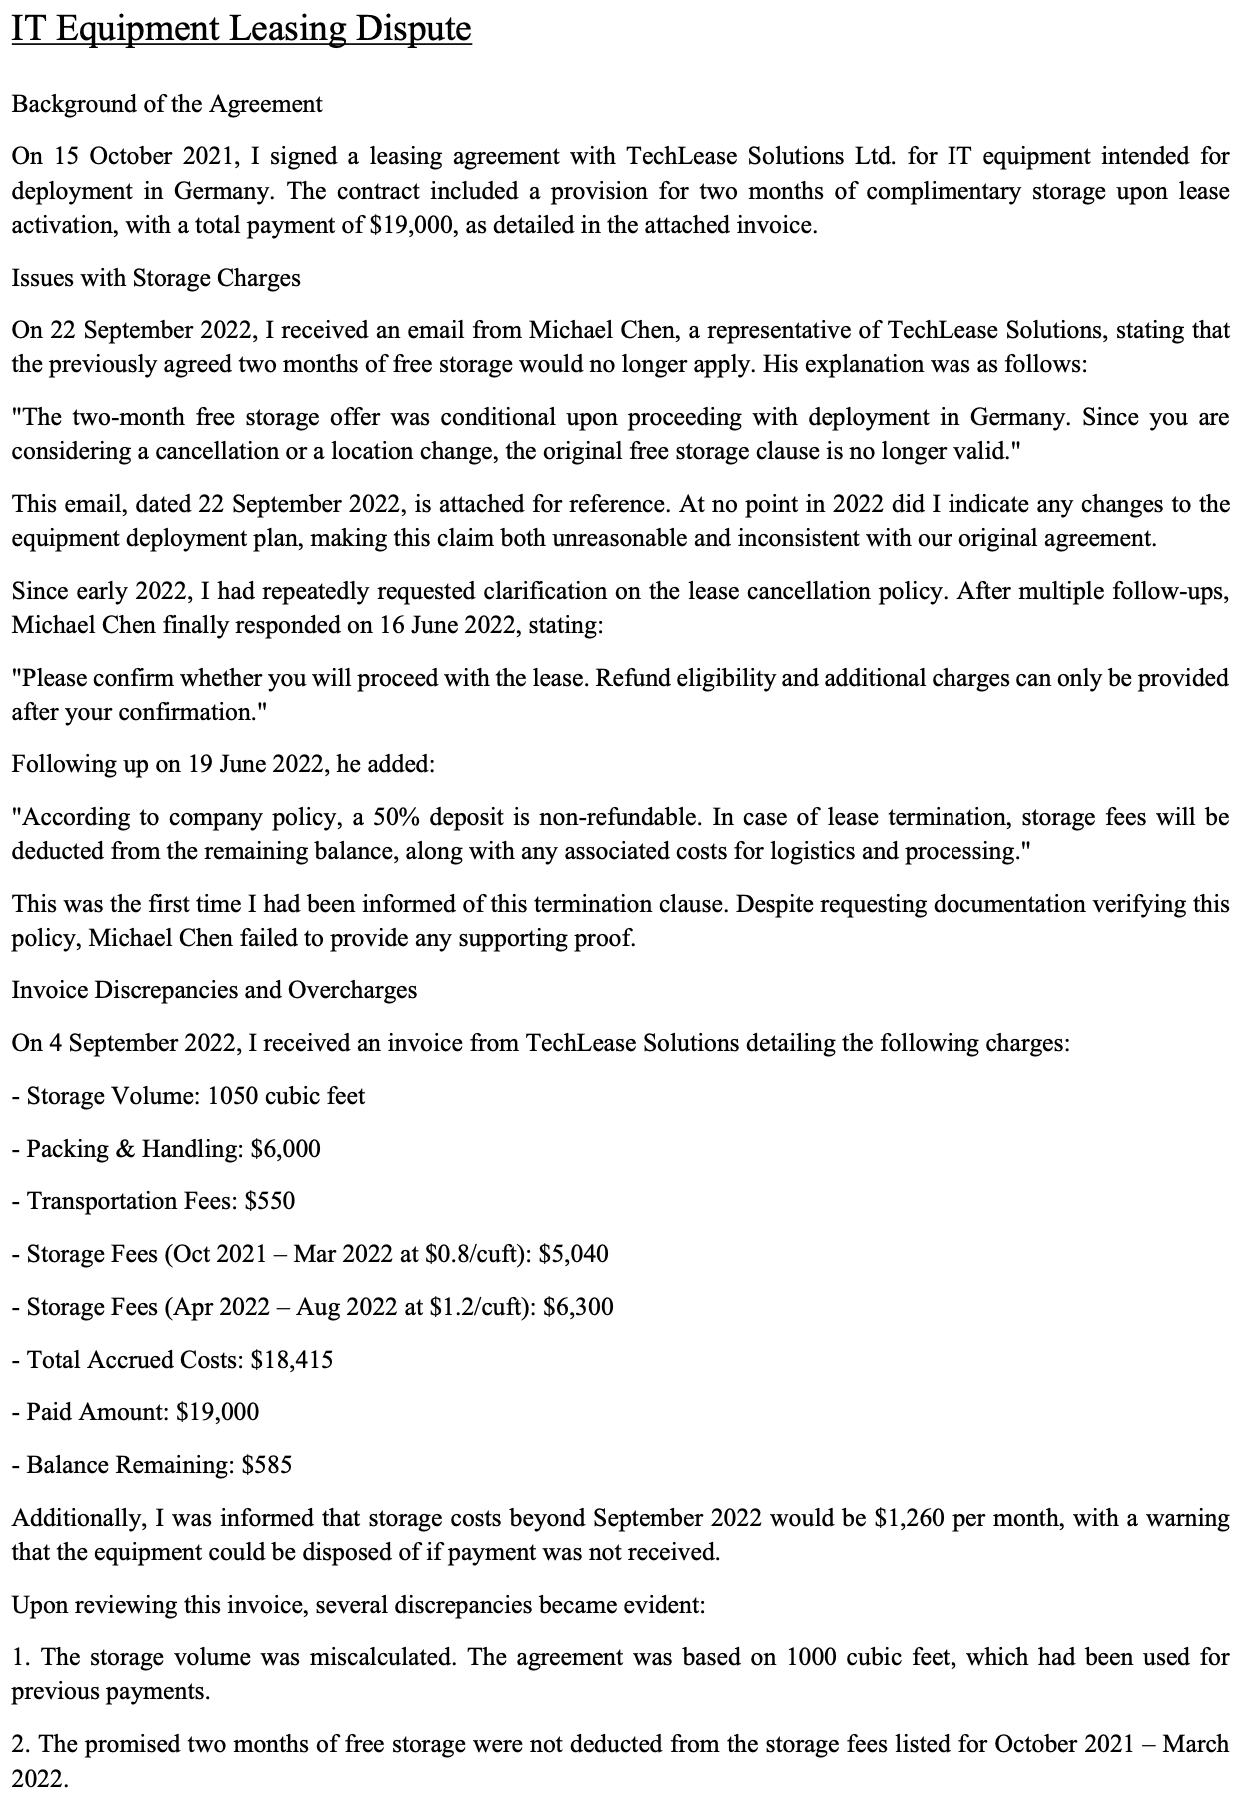 IT Equipment Leasing Dispute
Background of the Agreement
On 15 October 2021, I signed a leasing agreement with TechLease Solutions Ltd. for IT equipment intended for
deployment in Germany. The contract included a provision for two months of complimentary storage upon lease
activation, with a total payment of $19,000, as detailed in the attached invoice.
Issues with Storage Charges
On 22 September 2022, I received an email from Michael Chen, a representative of TechLease Solutions, stating that
the previously agreed two months of free storage would no longer apply. His explanation was as follows:
"The two-month free storage offer was conditional upon proceeding with deployment in Germany. Since you are
considering a cancellation or a location change, the original free storage clause is no longer valid."
This email, dated 22 September 2022, is attached for reference. At no point in 2022 did I indicate any changes to the
equipment deployment plan, making this claim both unreasonable and inconsistent with our original agreement.
Since early 2022, I had repeatedly requested clarification on the lease cancellation policy. After multiple follow-ups,
Michael Chen finally responded on 16 June 2022, stating:
"Please confirm whether you will proceed with the lease. Refund eligibility and additional charges can only be provided
after your confirmation."
Following up on 19 June 2022, he added:
"According to company policy, a 50% deposit is non-refundable. In case of lease termination, storage fees will be
deducted from the remaining balance, along with any associated costs for logistics and processing."
This was the first time I had been informed of this termination clause. Despite requesting documentation verifying this
policy, Michael Chen failed to provide any supporting proof.
Invoice Discrepancies and Overcharges
On 4 September 2022, I received an invoice from TechLease Solutions detailing the following charges:
- Storage Volume: 1050 cubic feet
- Packing & Handling: $6,000
- Transportation Fees: $550
- Storage Fees (Oct 2021 – Mar 2022 at $0.8/cuft): $5,040
- Storage Fees (Apr 2022 – Aug 2022 at $1.2/cuft): $6,300
- Total Accrued Costs: $18,415
- Paid Amount: $19,000
- Balance Remaining: $585
Additionally, I was informed that storage costs beyond September 2022 would be $1,260 per month, with a warning
that the equipment could be disposed of if payment was not received.
Upon reviewing this invoice, several discrepancies became evident:
1. The storage volume was miscalculated. The agreement was based on 1000 cubic feet, which had been used for
previous payments.
2. The promised two months of free storage were not deducted from the storage fees listed for October 2021 – March
2022.